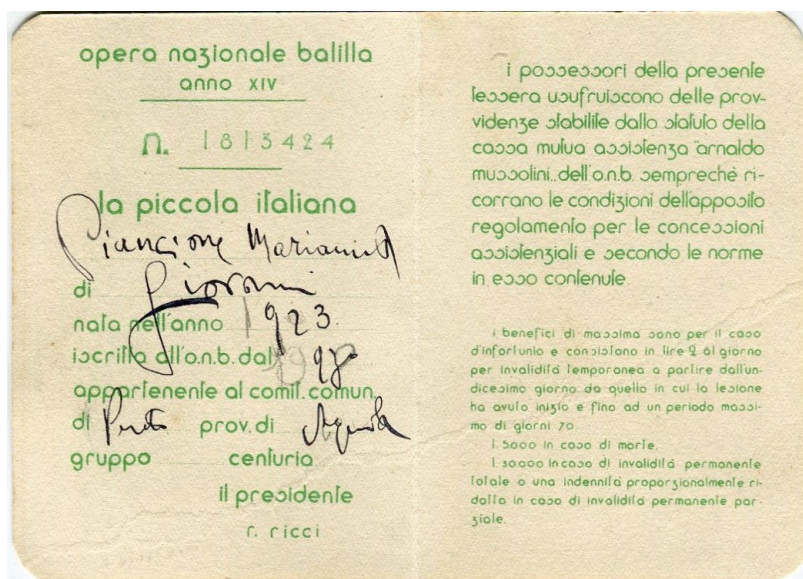 opera nazionale balilla
anno XIV
n. 1813424
la piccola italiana
Piancione
di Giovanni
nata nell'anno 1923
iscritta all'o.n.b. dal
appartenente al comit. comun.
di prov. di Aquila
gruppo centuria
il presidente
r. ricci
i possessori della presente
tessera usufruiscono delle prov-
videnze stabilite dallo statuto della
cassa mutua assistenza "arnaldo
mussolini" dell'o.n.b. sempreché ri-
corrano le condizioni dell'apposito
regolamento per le concessioni
assistenziali e secondo le norme
in esso contenute
i benefici di massima sono per il caso
d'infortunio e consistono in lire 2 al giorno
per invalidità temporanea a partire dall'un-
dicesimo giorno da quello in cui la lesione
ha avuto inizio e fino ad un periodo massi-
mo di giorni 70.
l. 5000 in caso di morte.
l. 30000 in caso di invalidità permanente
totale o una indennità proporzionalmente ri-
dotta in caso di invalidità permanente par-
ziale.